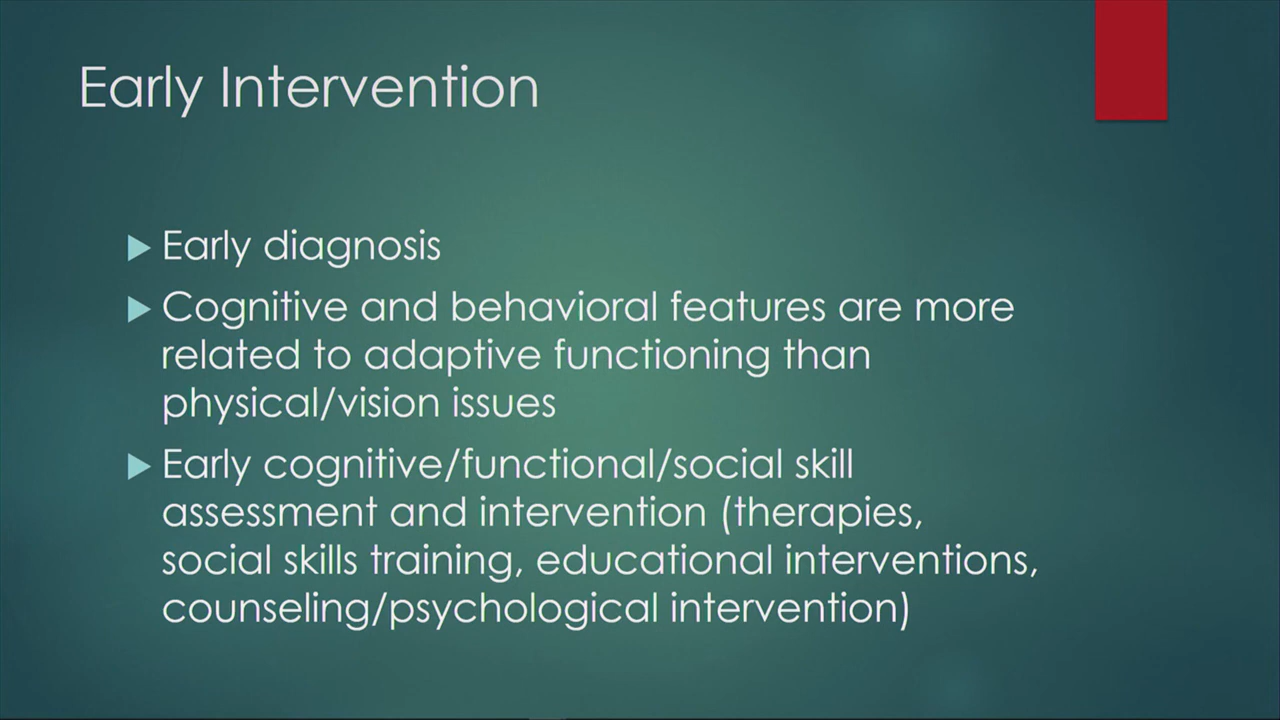 Early Intervention
Early diagnosis
Cognitive and behavioral features are more
related to adaptive functioning than
physical/vision issues
Early cognitive/functional/social skill
assessment and intervention (therapies,
social skills training, educational interventions,
counseling/psychological intervention)